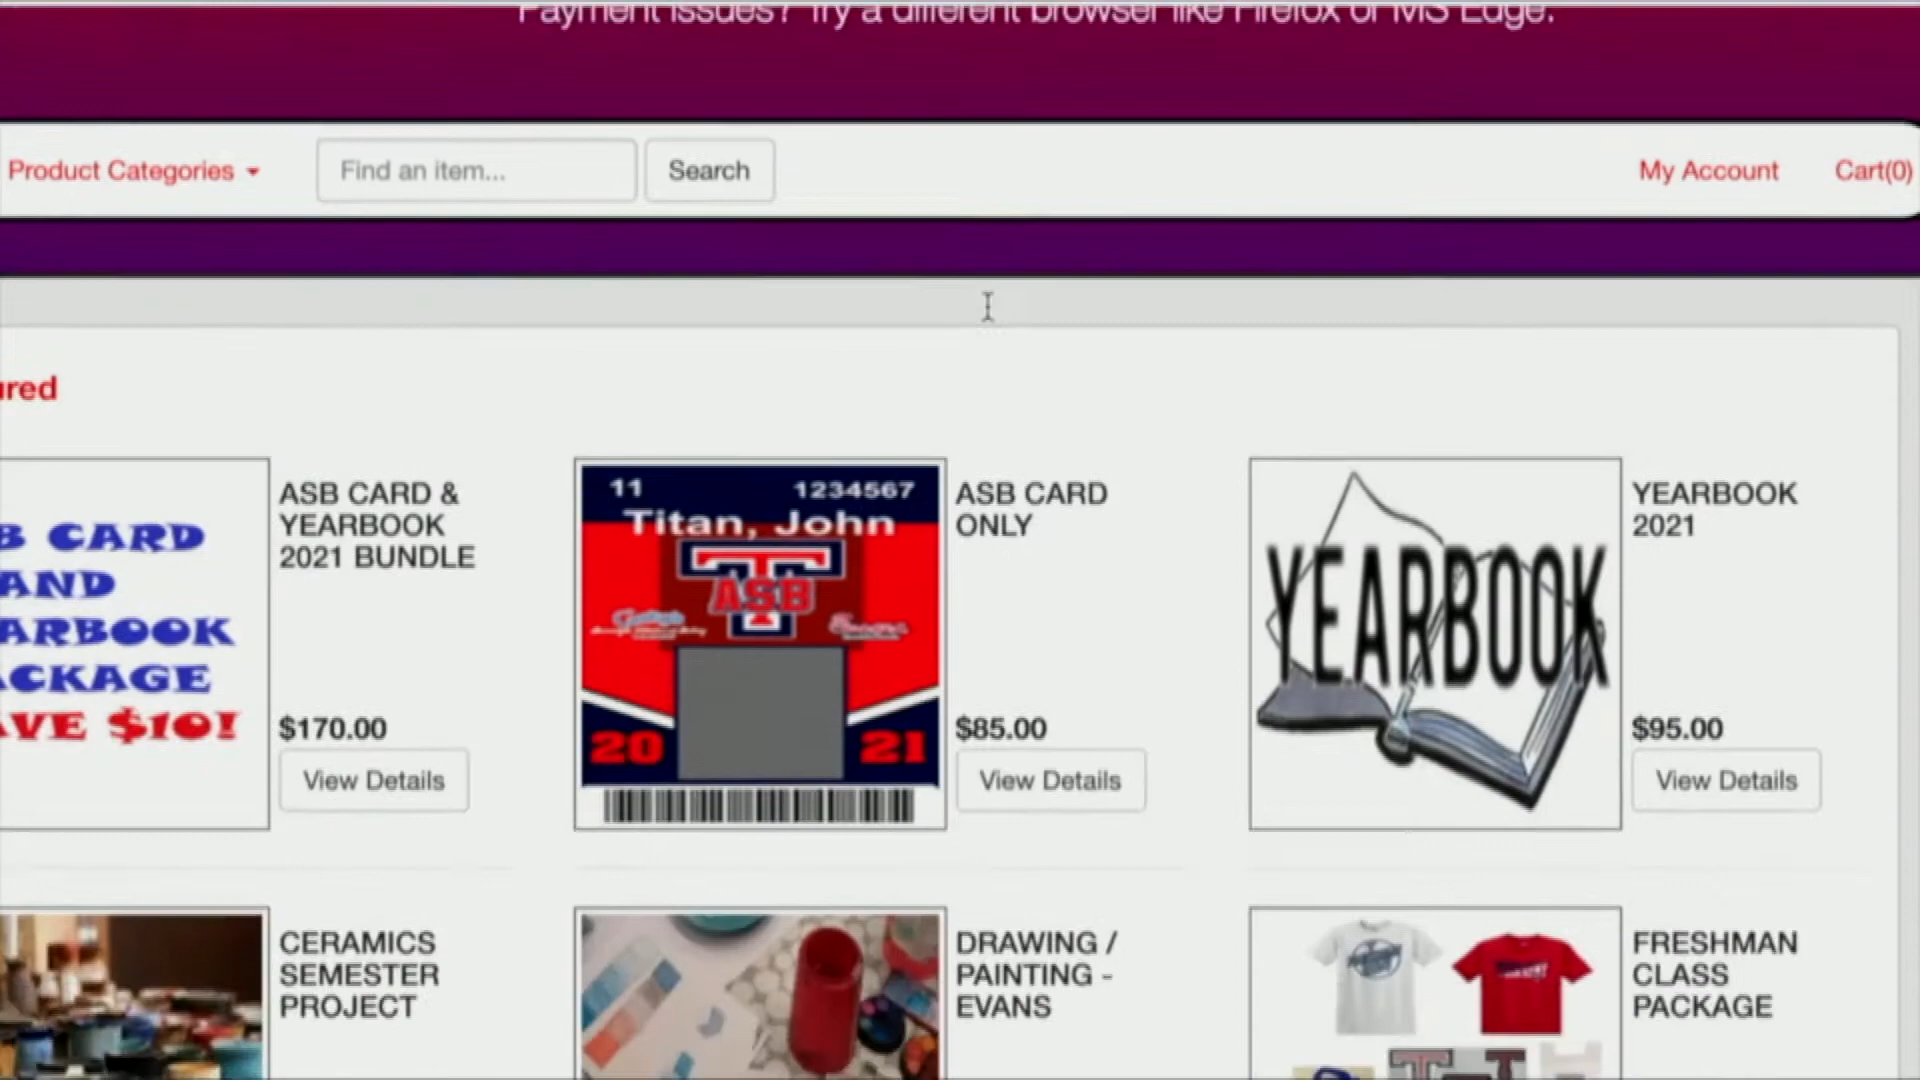 Payment issues? Try a different browser like Firefox or MS Edge.
Product Categories
Find an item...
Search
My Account
Cart(0)
ured
B CARD
AND
ARBOOK
CKAGE
AVE $10!
ASB CARD &
YEARBOOK
2021 BUNDLE
$170.00
View Details
11 1234567
Titan, John
T
ASB
20 21
ASB CARD
ONLY
$85.00
View Details
YEARBOOK
YEARBOOK
2021
$95.00
View Details
CERAMICS
SEMESTER
PROJECT
DRAWING /
PAINTING -
EVANS
FRESHMAN
CLASS
PACKAGE